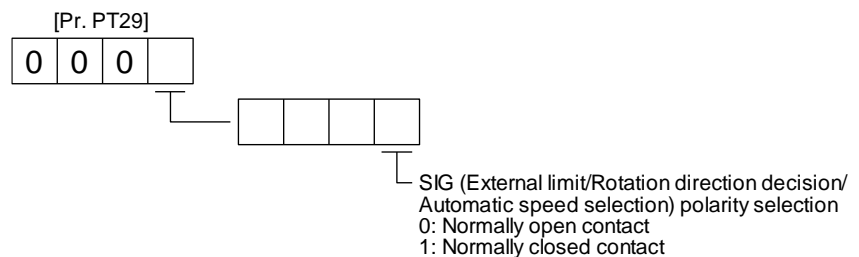 [Pr. PT29]
0 0 0
SIG (External limit/Rotation direction decision/
Automatic speed selection) polarity selection
0: Normally open contact
1: Normally closed contact